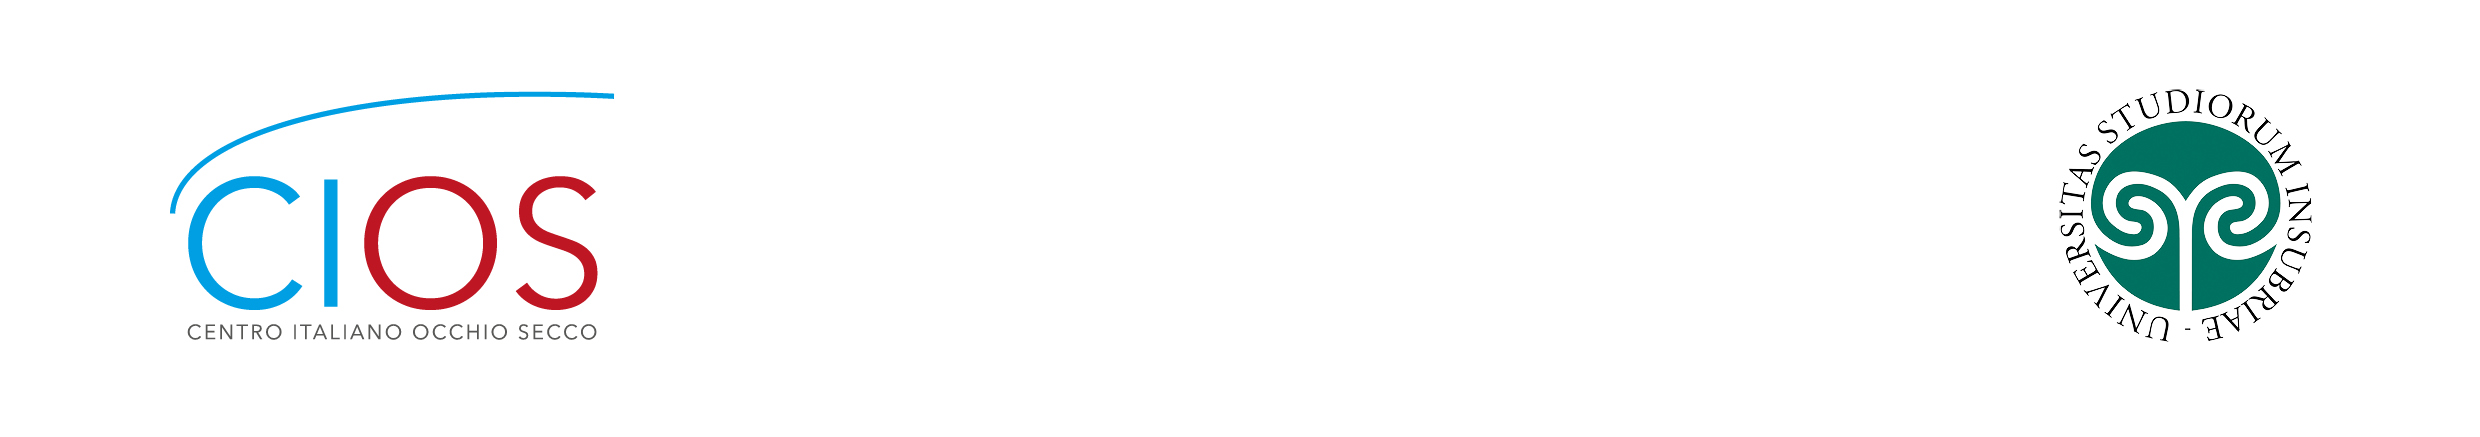 CIOS
CENTRO ITALIANO OCCHIO SECCO
UNIVERSITAS STUDIORUM INSUBRIAE -